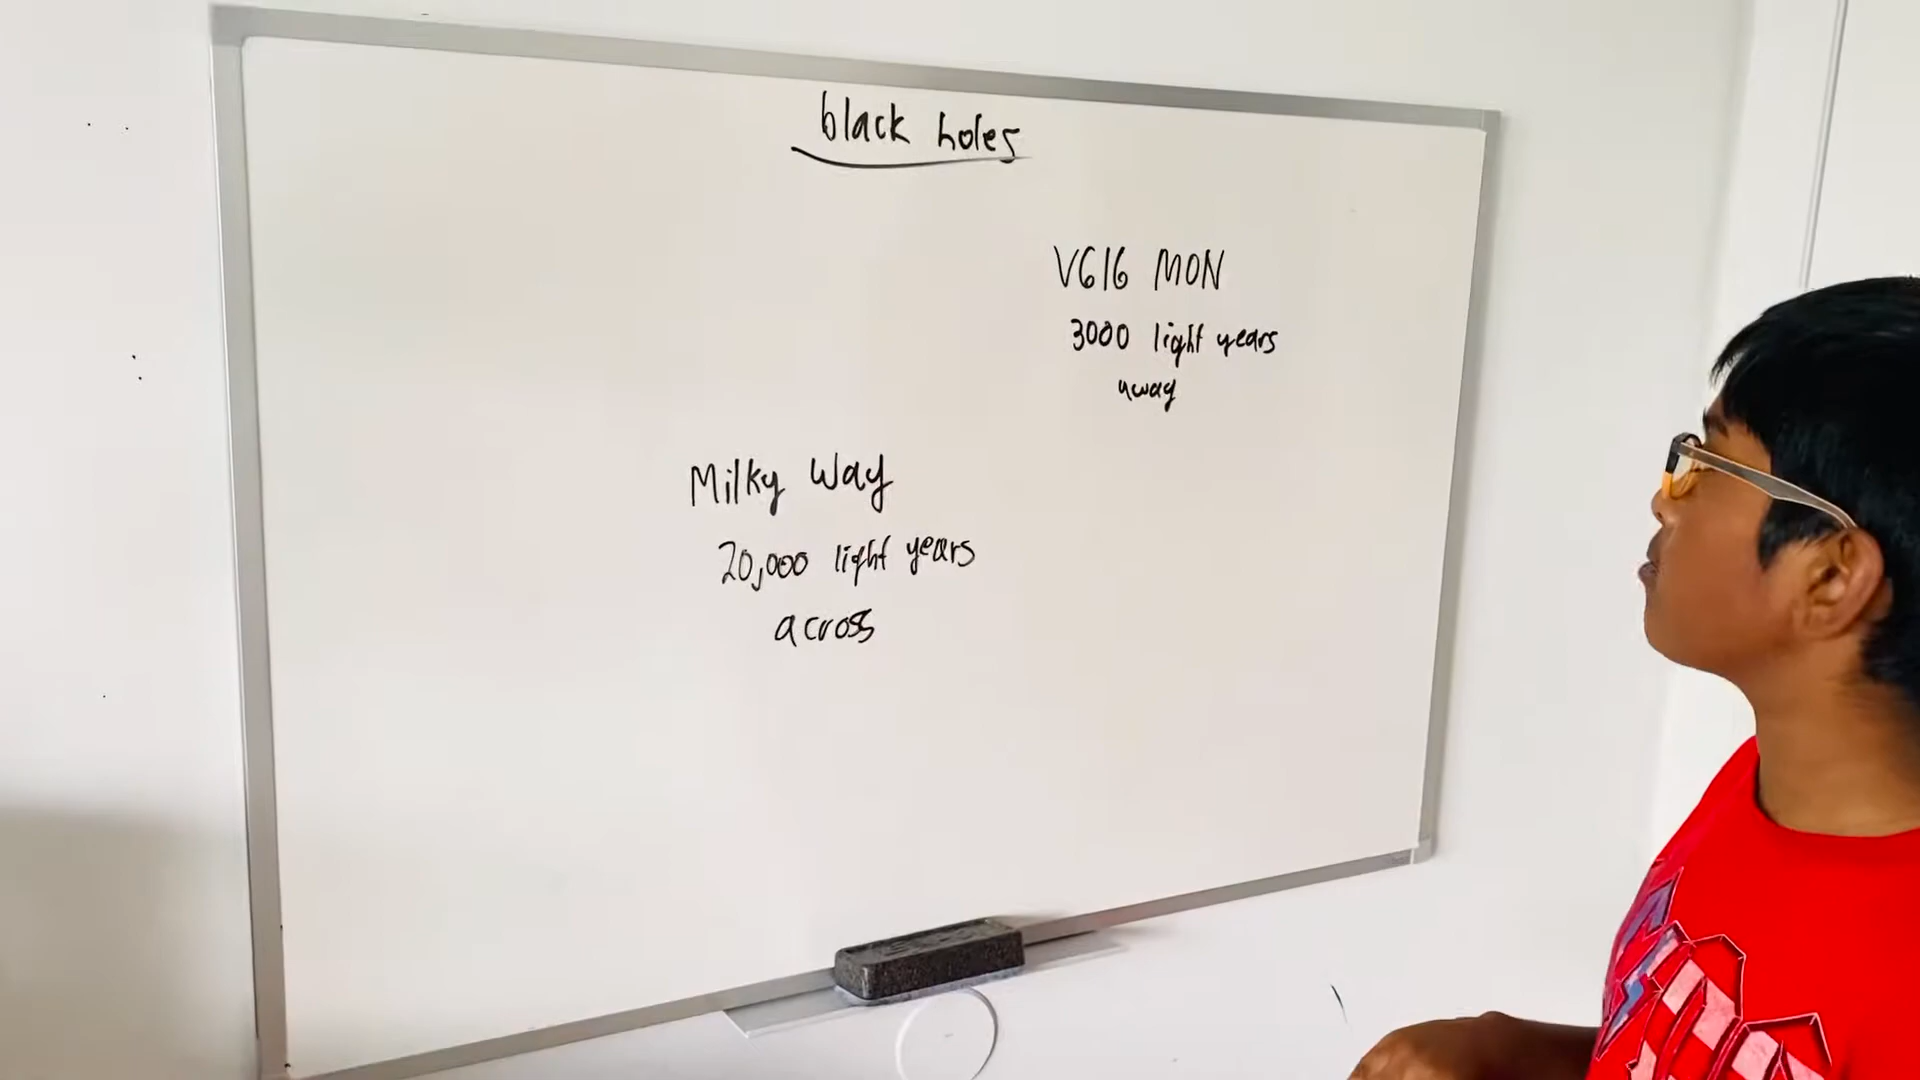 black holes
V616 MON
3000 light years
away
Milky Way
20,000 light years
across